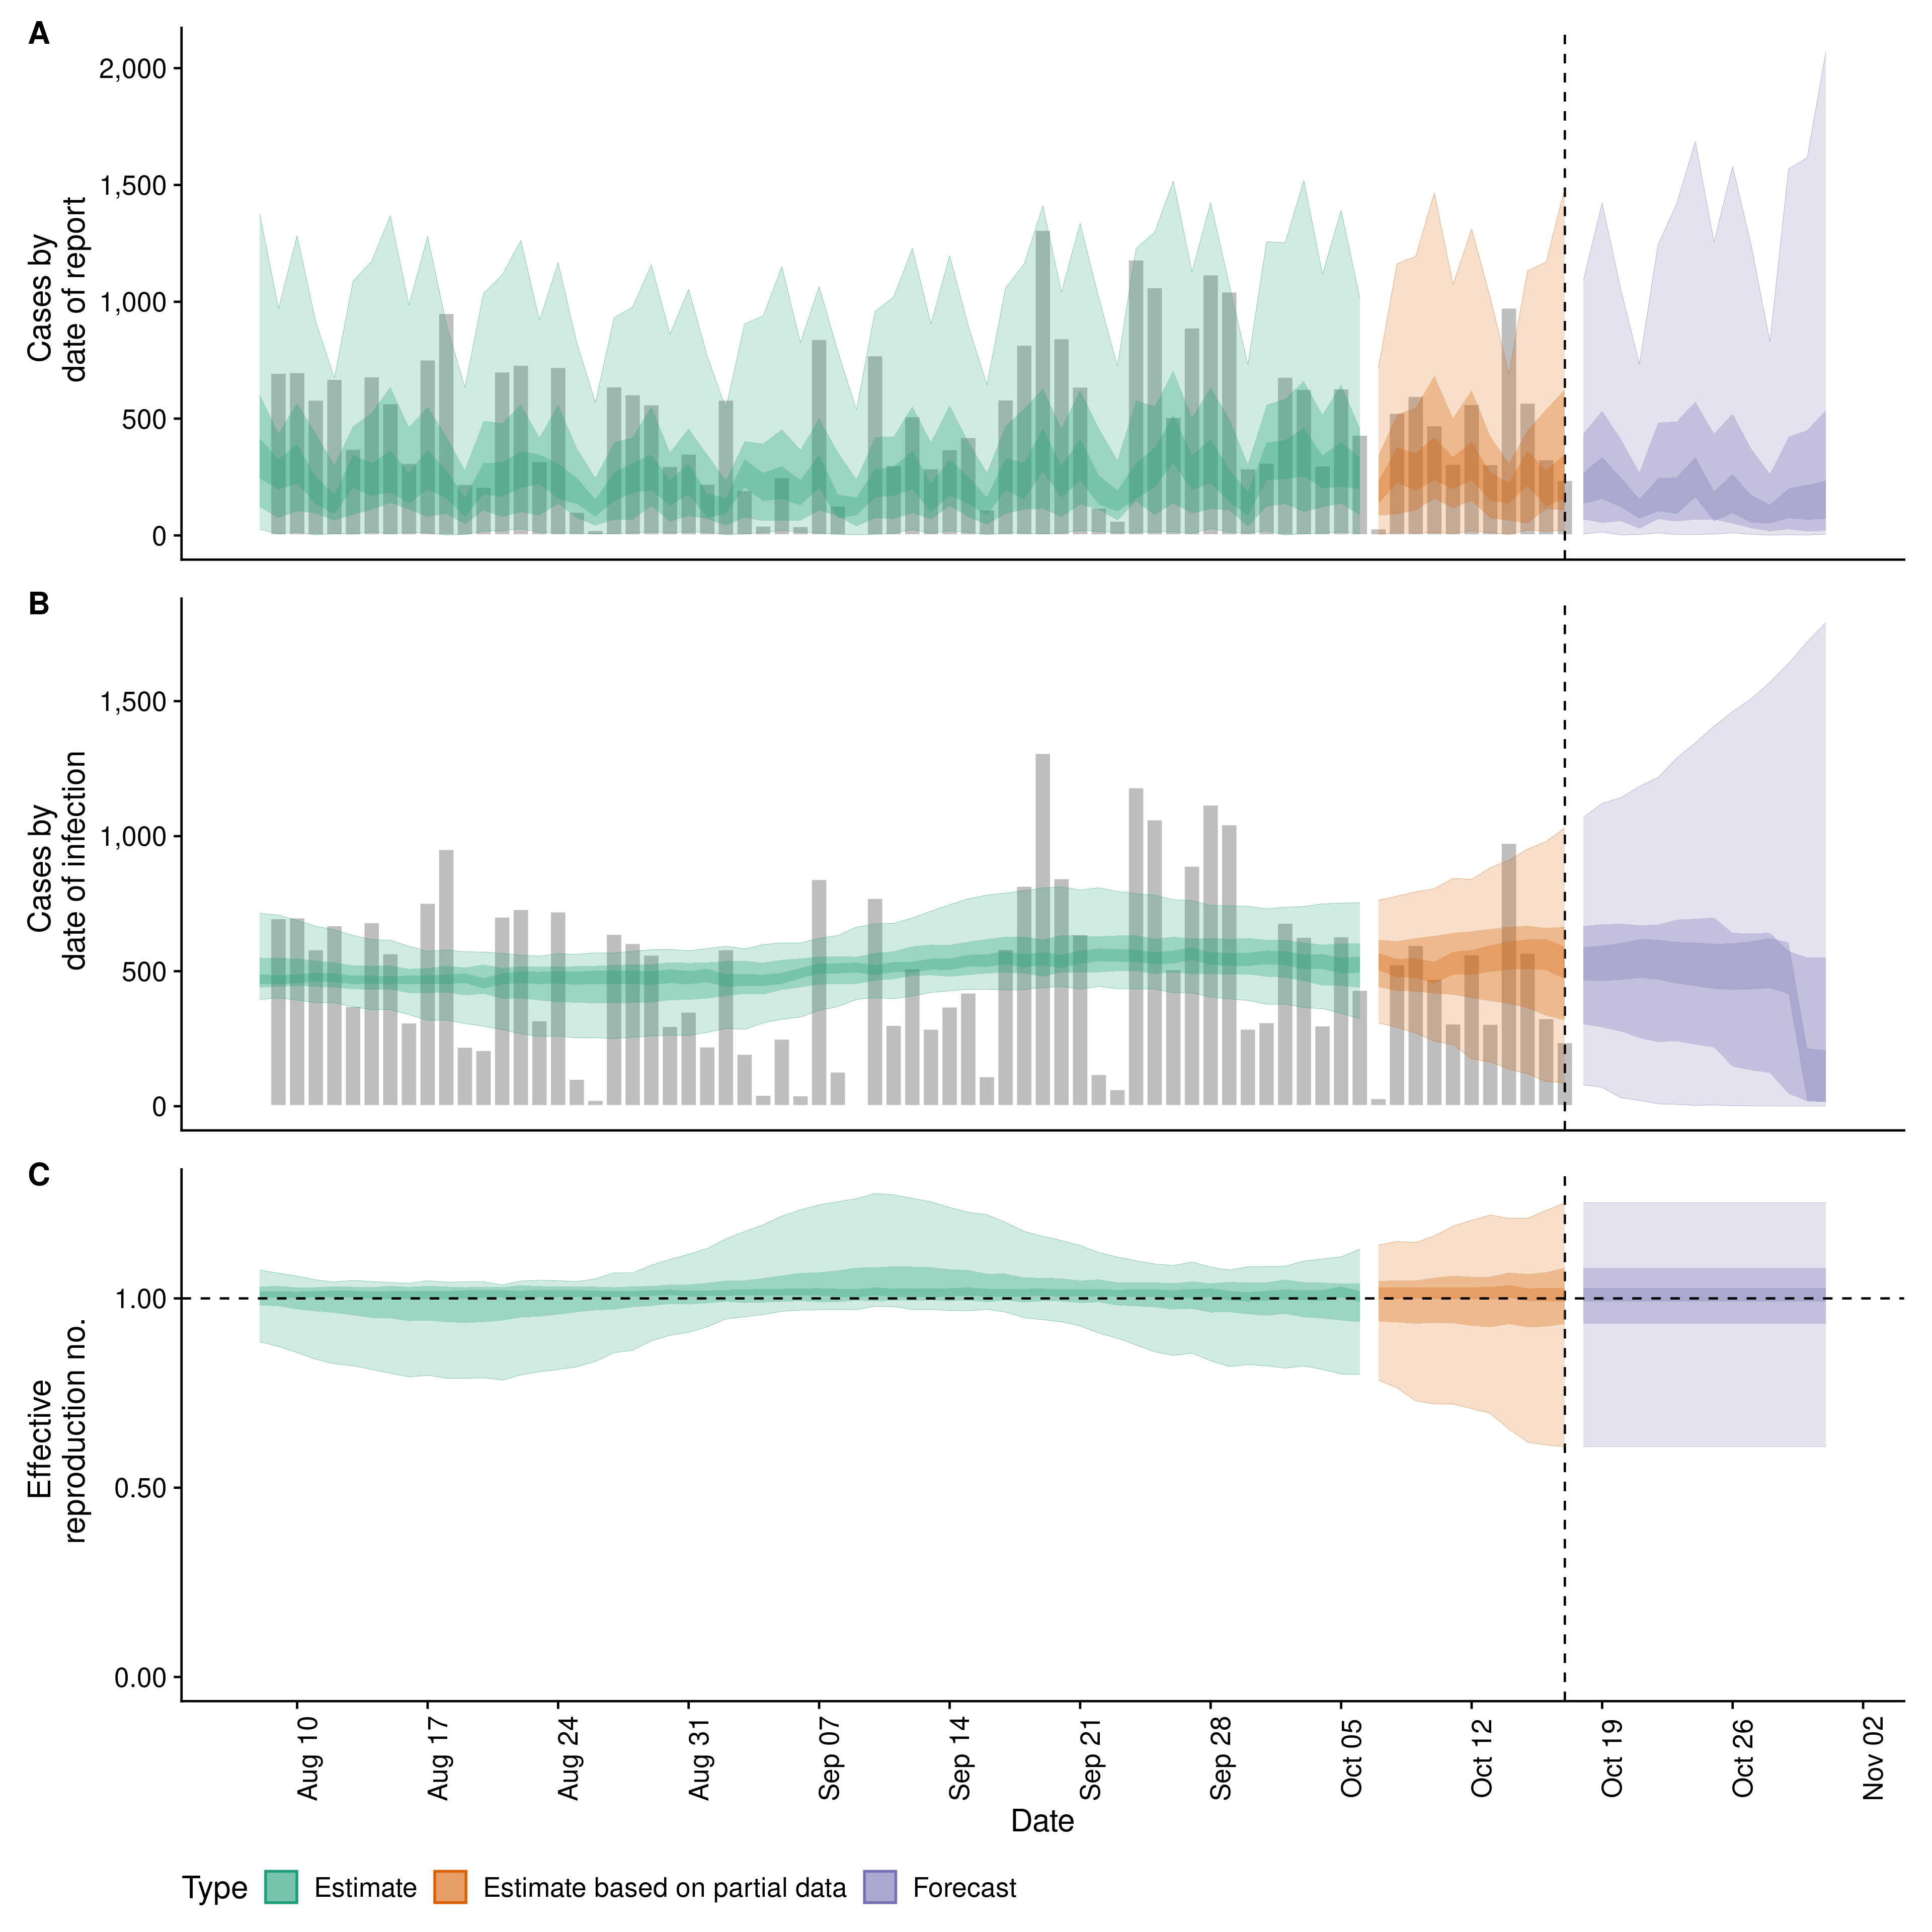 A
Cases by
date of report
2,000
1,500
1,000
500
0
B
Cases by
date of infection
1,500
1,000
500
0
C
Effective
reproduction no.
1.00
0.50
0.00
Aug 10
Aug 17
Aug 24
Aug 31
Sep 07
Sep 14
Sep 21
Sep 28
Oct 05
Oct 12
Oct 19
Oct 26
Nov 02
Date
Type Estimate Estimate based on partial data Forecast